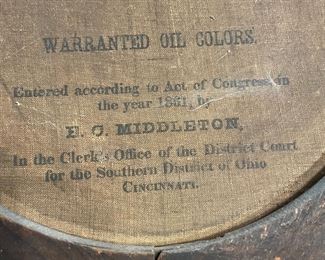 WARRANTED OIL COLORS.
Entered according to Act of Congress, in
the year 1861, by
E. C. MIDDLETON,
In the Clerk's Office of the District Court
for the Southern District of Ohio
CINCINNATI.